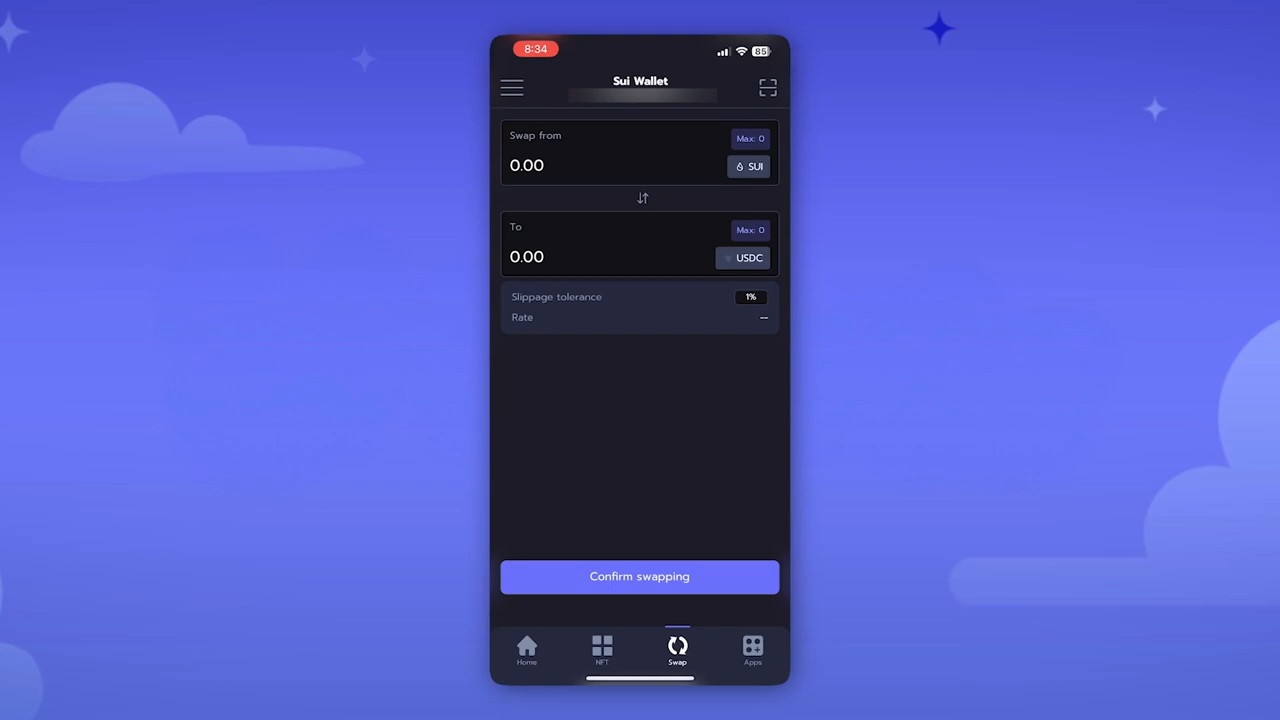 8:34
85
Sui Wallet
Swap from
Max: 0
0.00
SUI
To
Max: 0
0.00
USDC
Slippage tolerance
1%
Rate
--
Confirm swapping
Home
NFT
Swap
Apps